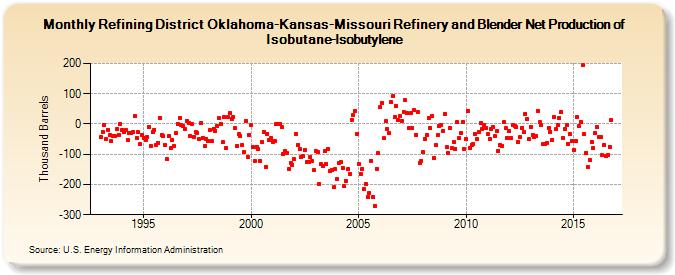 Monthly Refining District Oklahoma-Kansas-Missouri Refinery and Blender Net Production of
Isobutane-Isobutylene
Thousand Barrels
200
100
0
-100
-200
-300
1995
2000
2005
2010
2015
Source: U.S. Energy Information Administration